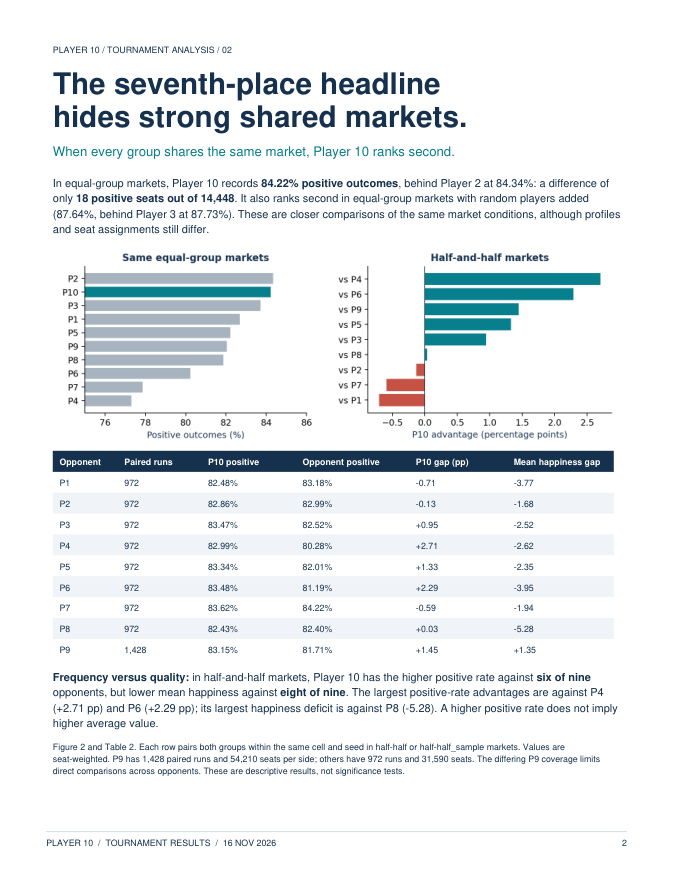 PLAYER 10 / TOURNAMENT ANALYSIS / 02
The seventh-place headline
hides strong shared markets.
When every group shares the same market, Player 10 ranks second.
In equal-group markets, Player 10 records 84.22% positive outcomes, behind Player 2 at 84.34%: a difference of
only 18 positive seats out of 14,448. It also ranks second in equal-group markets with random players added
(87.64%, behind Player 3 at 87.73%). These are closer comparisons of the same market conditions, although profiles
and seat assignments still differ.
Same equal-group markets
P2
P10
P3
P1
P5
P9
P8
P6
P7
P4
76 78 80 82 84 86
Positive outcomes (%)
Half-and-half markets
vs P4
vs P6
vs P9
vs P5
vs P3
vs P8
vs P2
vs P7
vs P1
−0.5 0.0 0.5 1.0 1.5 2.0 2.5
P10 advantage (percentage points)
Opponent Paired runs P10 positive Opponent positive P10 gap (pp) Mean happiness gap
P1 972 82.48% 83.18% -0.71 -3.77
P2 972 82.86% 82.99% -0.13 -1.68
P3 972 83.47% 82.52% +0.95 -2.52
P4 972 82.99% 80.28% +2.71 -2.62
P5 972 83.34% 82.01% +1.33 -2.35
P6 972 83.48% 81.19% +2.29 -3.95
P7 972 83.62% 84.22% -0.59 -1.94
P8 972 82.43% 82.40% +0.03 -5.28
P9 1,428 83.15% 81.71% +1.45 +1.35
Frequency versus quality: in half-and-half markets, Player 10 has the higher positive rate against six of nine
opponents, but lower mean happiness against eight of nine. The largest positive-rate advantages are against P4
(+2.71 pp) and P6 (+2.29 pp); its largest happiness deficit is against P8 (-5.28). A higher positive rate does not imply
higher average value.
Figure 2 and Table 2. Each row pairs both groups within the same cell and seed in half-half or half-half_sample markets. Values are
seat-weighted. P9 has 1,428 paired runs and 54,210 seats per side; others have 972 runs and 31,590 seats. The differing P9 coverage limits
direct comparisons across opponents. These are descriptive results, not significance tests.
PLAYER 10 / TOURNAMENT RESULTS / 16 NOV 2026
2